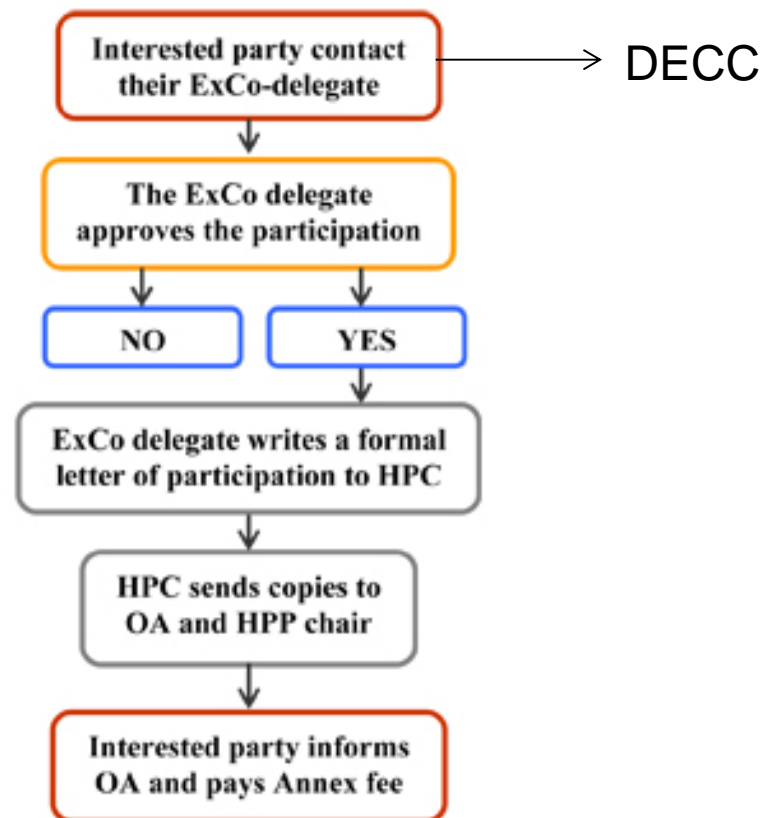 Interested party contact
their ExCo-delegate
DECC
The ExCo delegate
approves the participation
NO
YES
ExCo delegate writes a formal
letter of participation to HPC
HPC sends copies to
OA and HPP chair
Interested party informs
OA and pays Annex fee